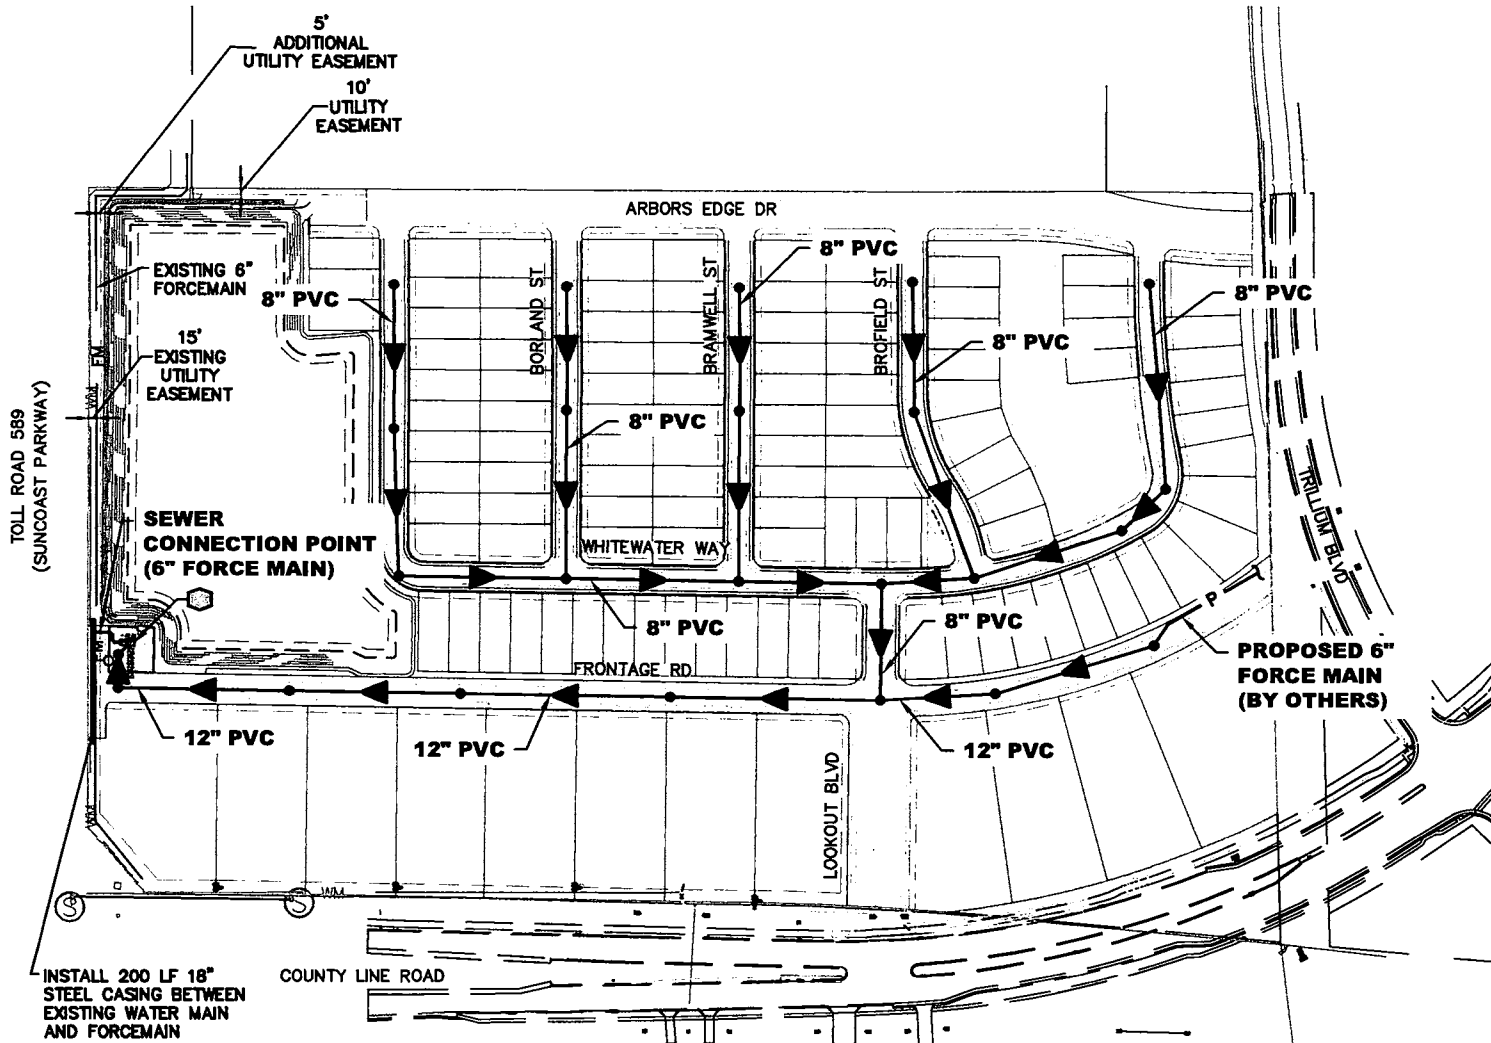 5'
ADDITIONAL
UTILITY EASEMENT
10'
UTILITY
EASEMENT
ARBORS EDGE DR
EXISTING 6"
FORCEMAIN
8" PVC
BORLAND ST
BRAMWELL ST
8" PVC
BROFIELD ST
8" PVC
8" PVC
15'
EXISTING
UTILITY
EASEMENT
FM
WM
TOLL ROAD 589
(SUNCOAST PARKWAY)
8" PVC
TRILLIUM BLVD
SEWER
CONNECTION POINT
(6" FORCE MAIN)
WHITEWATER WAY
8" PVC
8" PVC
P
PROPOSED 6"
FORCE MAIN
(BY OTHERS)
FRONTAGE RD
12" PVC
12" PVC
12" PVC
LOOKOUT BLVD
WM
WM
S
S
INSTALL 200 LF 18"
STEEL CASING BETWEEN
EXISTING WATER MAIN
AND FORCEMAIN
COUNTY LINE ROAD